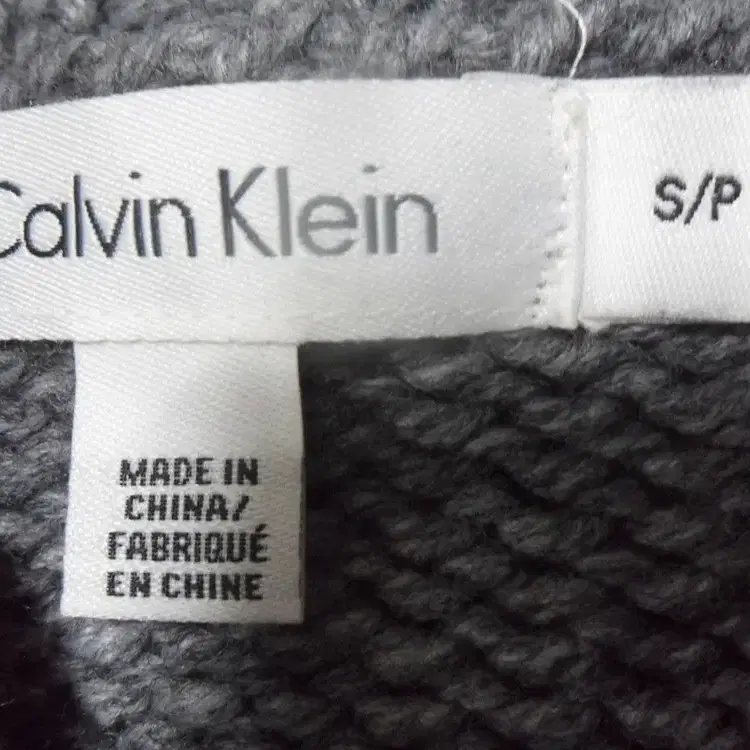 Calvin Klein
S/P
MADE IN
CHINA/
FABRIQUÉ
EN CHINE